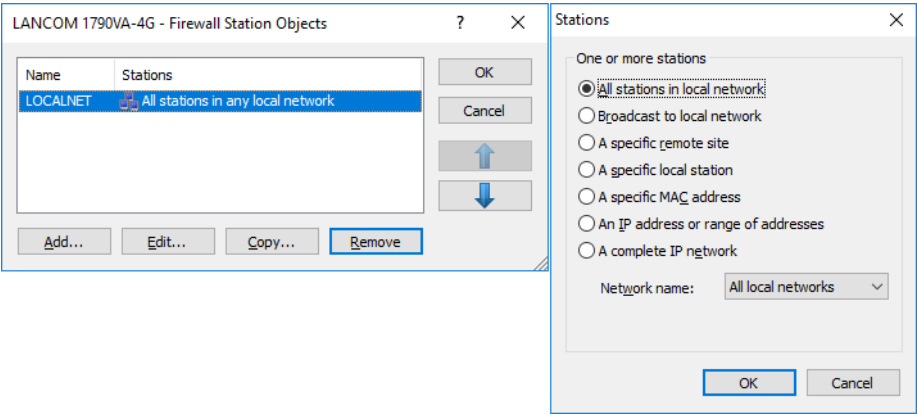 LANCOM 1790VA-4G - Firewall Station Objects
Name Stations
LOCALNET All stations in any local network
OK
Cancel
Add... Edit... Copy... Remove
Stations
One or more stations
All stations in local network
Broadcast to local network
A specific remote site
A specific local station
A specific MAC address
An IP address or range of addresses
A complete IP network
Network name: All local networks
OK Cancel